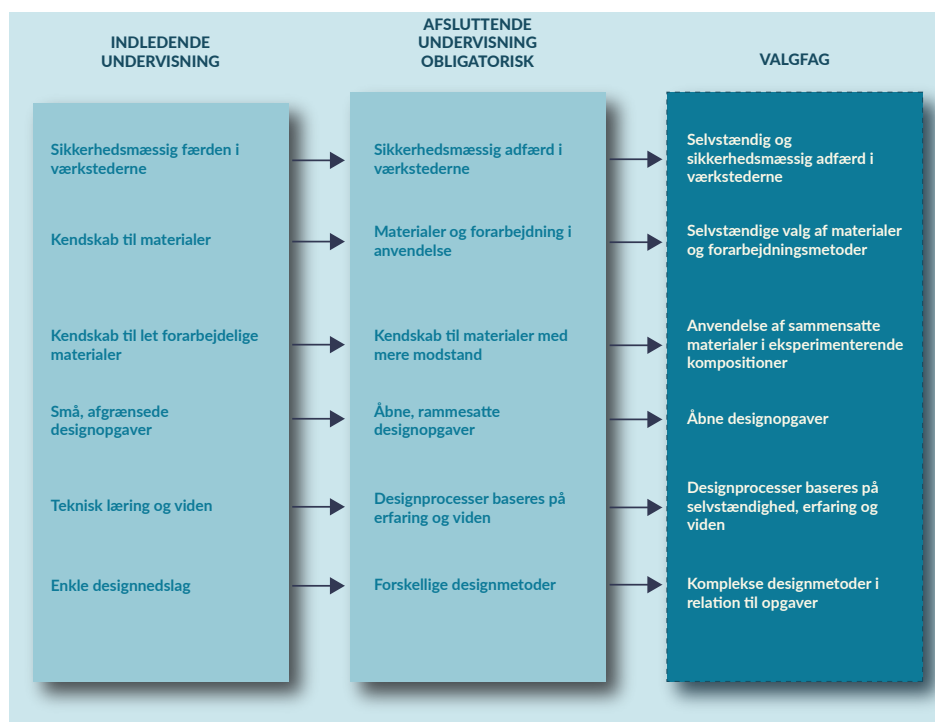 INDLEDENDE
UNDERVISNING
AFSLUTTENDE
UNDERVISNING
OBLIGATORISK
VALGFAG
Sikkerhedsmæssig færden i
værkstederne
Sikkerhedsmæssig adfærd i
værkstederne
Selvstændig og
sikkerhedsmæssig adfærd i
værkstederne
Kendskab til materialer
Materialer og forarbejdning i
anvendelse
Selvstændige valg af materialer
og forarbejdningsmetoder
Kendskab til let forarbejdelige
materialer
Kendskab til materialer med
mere modstand
Anvendelse af sammensatte
materialer i eksperimenterende
kompositioner
Små, afgrænsede
designopgaver
Åbne, rammesatte
designopgaver
Åbne designopgaver
Teknisk læring og viden
Designprocesser baseres på
erfaring og viden
Designprocesser baseres på
selvstændighed, erfaring og
viden
Enkle designnedslag
Forskellige designmetoder
Komplekse designmetoder i
relation til opgaver